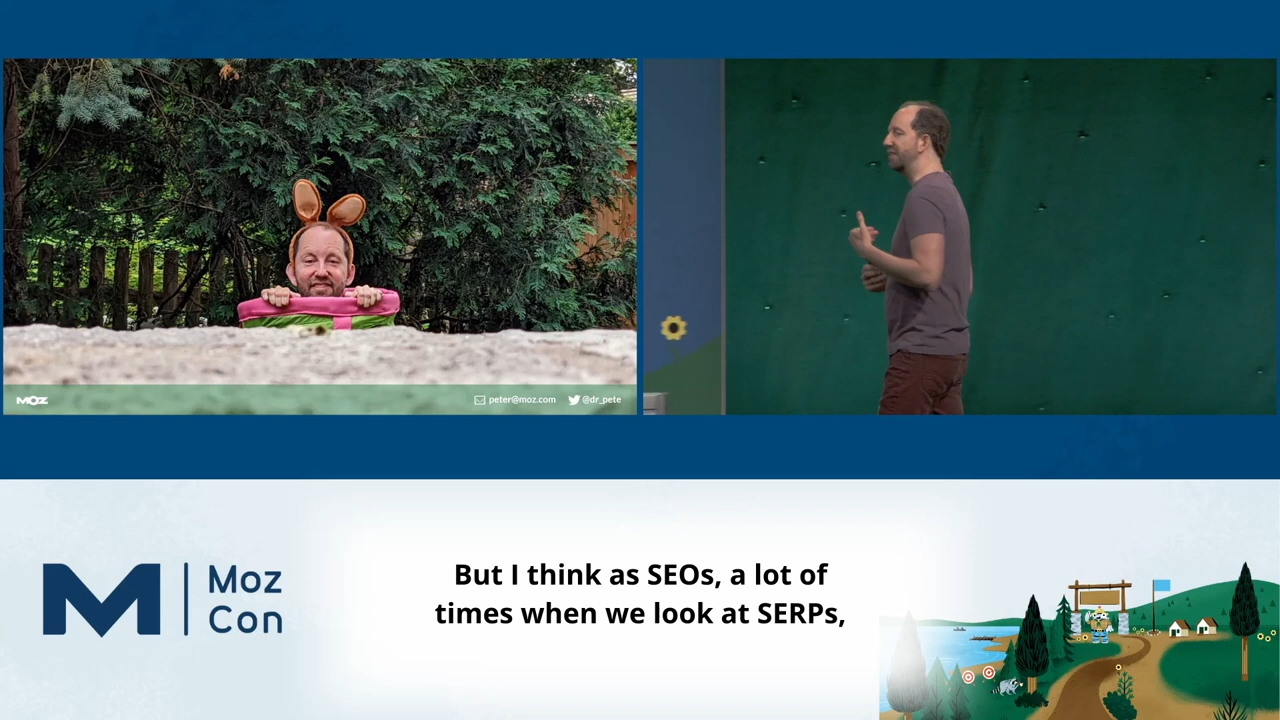 MOZ
peter@moz.com
@dr_pete
But I think as SEOs, a lot of
times when we look at SERPs,
M
Moz
Con